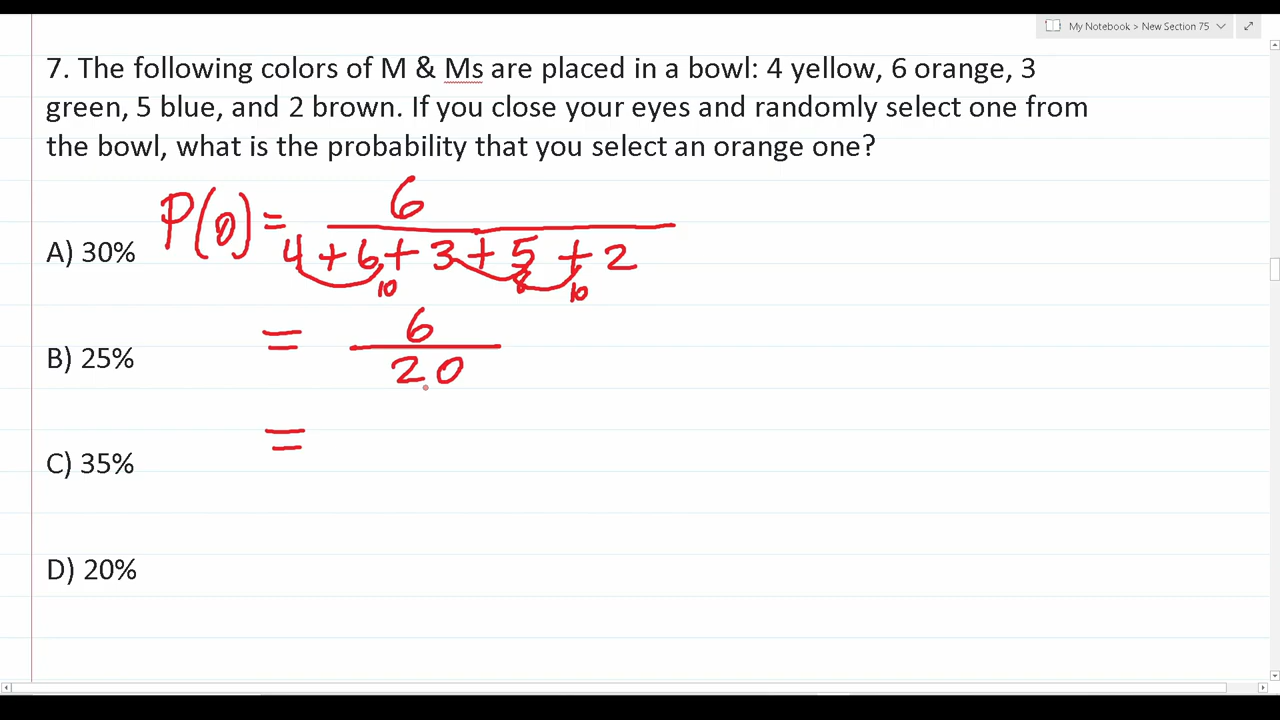 My Notebook > New Section 75
7. The following colors of M & Ms are placed in a bowl: 4 yellow, 6 orange, 3
green, 5 blue, and 2 brown. If you close your eyes and randomly select one from
the bowl, what is the probability that you select an orange one?
P(0) = 6
4 + 6 + 3 + 5 + 2
A) 30%
10 8 10
= 6
20
B) 25%
=
C) 35%
D) 20%